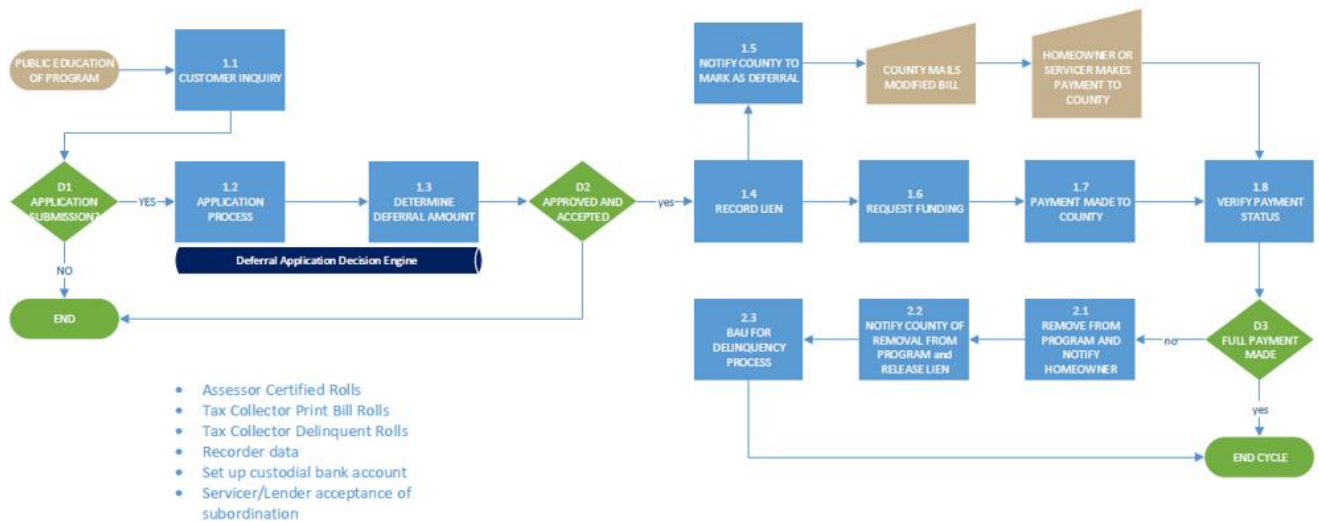 PUBLIC EDUCATION
OF PROGRAM
1.1
CUSTOMER INQUIRY
D1
APPLICATION
SUBMISSION?
YES
NO
END
1.2
APPLICATION
PROCESS
1.3
DETERMINE
DEFERRAL AMOUNT
Deferral Application Decision Engine
D2
APPROVED AND
ACCEPTED
yes
1.4
RECORD LIEN
1.5
NOTIFY COUNTY TO
MARK AS DEFERRAL
COUNTY MAILS
MODIFIED BILL
HOMEOWNER OR
SERVICER MAKES
PAYMENT TO
COUNTY
1.6
REQUEST FUNDING
1.7
PAYMENT MADE TO
COUNTY
1.8
VERIFY PAYMENT
STATUS
D3
FULL PAYMENT
MADE
no
yes
2.1
REMOVE FROM
PROGRAM AND
NOTIFY
HOMEOWNER
2.2
NOTIFY COUNTY OF
REMOVAL FROM
PROGRAM and
RELEASE LIEN
2.3
BAU FOR
DELINQUENCY
PROCESS
END CYCLE
• Assessor Certified Rolls
• Tax Collector Print Bill Rolls
• Tax Collector Delinquent Rolls
• Recorder data
• Set up custodial bank account
• Servicer/Lender acceptance of
subordination